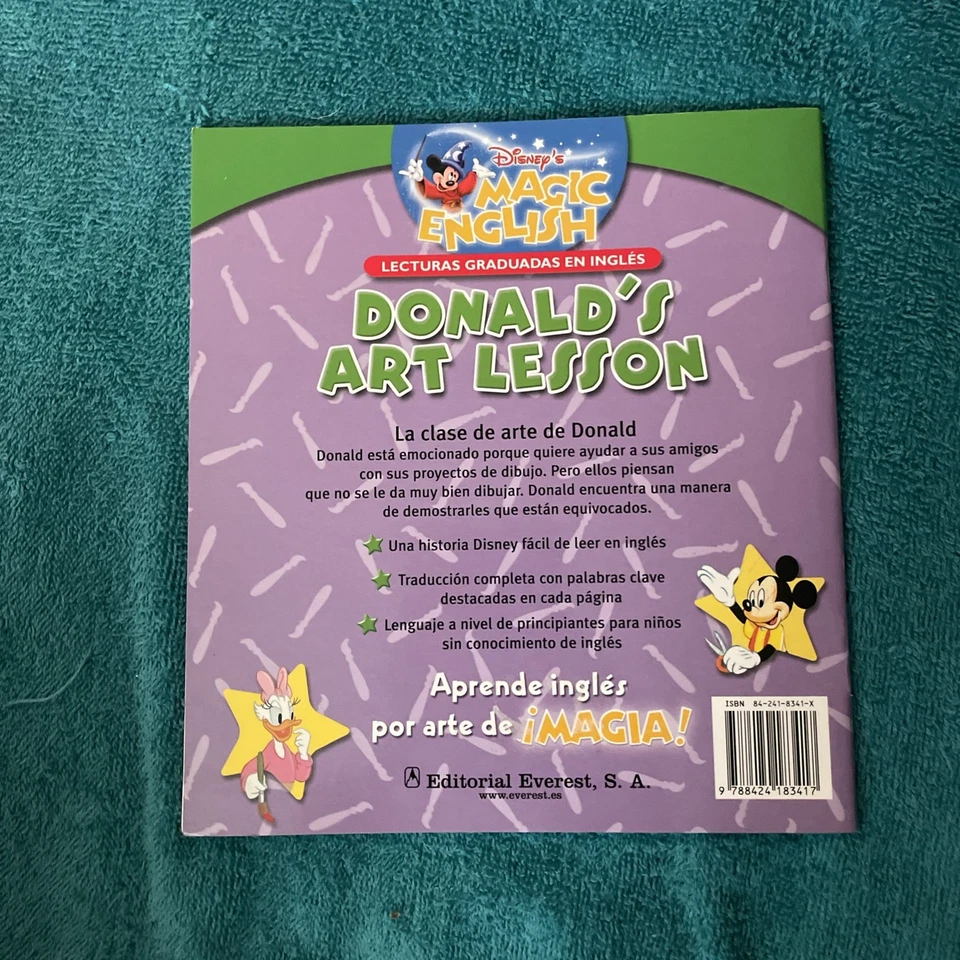 Disney's
MAGIC
ENGLISH
LECTURAS GRADUADAS EN INGLÉS
DONALD'S
ART LESSON
La clase de arte de Donald
Donald está emocionado porque quiere ayudar a sus amigos
con sus proyectos de dibujo. Pero ellos piensan
que no se le da muy bien dibujar. Donald encuentra una manera
de demostrarles que están equivocados.
Una historia Disney fácil de leer en inglés
Traducción completa con palabras clave
destacadas en cada página
Lenguaje a nivel de principiantes para niños
sin conocimiento de inglés
Aprende inglés
por arte de ¡MAGIA!
Editorial Everest, S. A.
www.everest.es
ISBN 84-241-8341-X
9 788424 183417